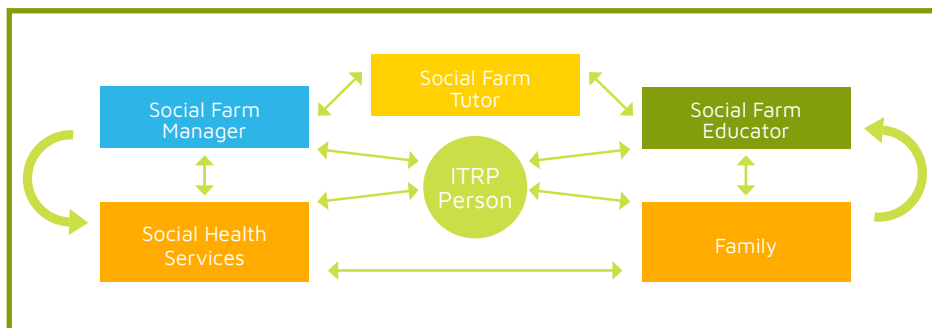 Social Farm
Tutor
Social Farm
Manager
Social Farm
Educator
ITRP
Person
Social Health
Services
Family